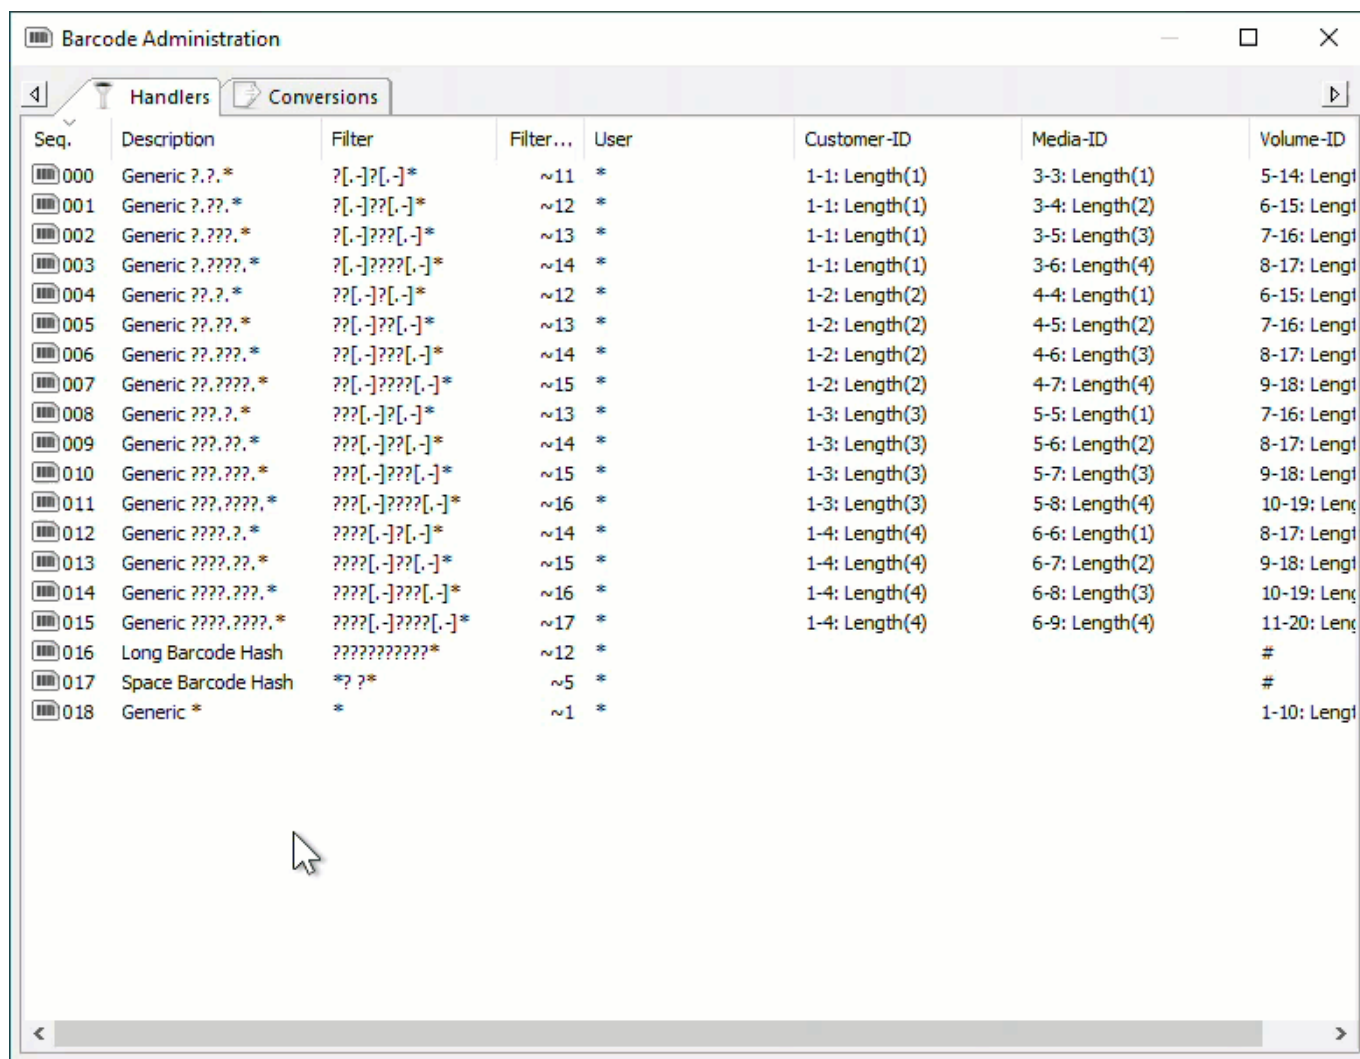 Barcode Administration
Handlers Conversions
Seq. Description Filter Filter... User Customer-ID Media-ID Volume-ID
000 Generic ?.?.* ?[.-]?[.-]* ~11 * 1-1: Length(1) 3-3: Length(1) 5-14: Lengt
001 Generic ?.??.* ?[.-]??[.-]* ~12 * 1-1: Length(1) 3-4: Length(2) 6-15: Lengt
002 Generic ?.???.* ?[.-]???[.-]* ~13 * 1-1: Length(1) 3-5: Length(3) 7-16: Lengt
003 Generic ?.????.* ?[.-]????[.-]* ~14 * 1-1: Length(1) 3-6: Length(4) 8-17: Lengt
004 Generic ??.?.* ??[.-]?[.-]* ~12 * 1-2: Length(2) 4-4: Length(1) 6-15: Lengt
005 Generic ??.??.* ??[.-]??[.-]* ~13 * 1-2: Length(2) 4-5: Length(2) 7-16: Lengt
006 Generic ??.???.* ??[.-]???[.-]* ~14 * 1-2: Length(2) 4-6: Length(3) 8-17: Lengt
007 Generic ??.????.* ??[.-]????[.-]* ~15 * 1-2: Length(2) 4-7: Length(4) 9-18: Lengt
008 Generic ???.?.* ???[.-]?[.-]* ~13 * 1-3: Length(3) 5-5: Length(1) 7-16: Lengt
009 Generic ???.??.* ???[.-]??[.-]* ~14 * 1-3: Length(3) 5-6: Length(2) 8-17: Lengt
010 Generic ???.???.* ???[.-]???[.-]* ~15 * 1-3: Length(3) 5-7: Length(3) 9-18: Lengt
011 Generic ???.????.* ???[.-]????[.-]* ~16 * 1-3: Length(3) 5-8: Length(4) 10-19: Leng
012 Generic ????.?.* ????[.-]?[.-]* ~14 * 1-4: Length(4) 6-6: Length(1) 8-17: Lengt
013 Generic ????.??.* ????[.-]??[.-]* ~15 * 1-4: Length(4) 6-7: Length(2) 9-18: Lengt
014 Generic ????.???.* ????[.-]???[.-]* ~16 * 1-4: Length(4) 6-8: Length(3) 10-19: Leng
015 Generic ????.????.* ????[.-]????[.-]* ~17 * 1-4: Length(4) 6-9: Length(4) 11-20: Leng
016 Long Barcode Hash ???????????* ~12 * #
017 Space Barcode Hash *? ?* ~5 * #
018 Generic * * ~1 * 1-10: Lengt